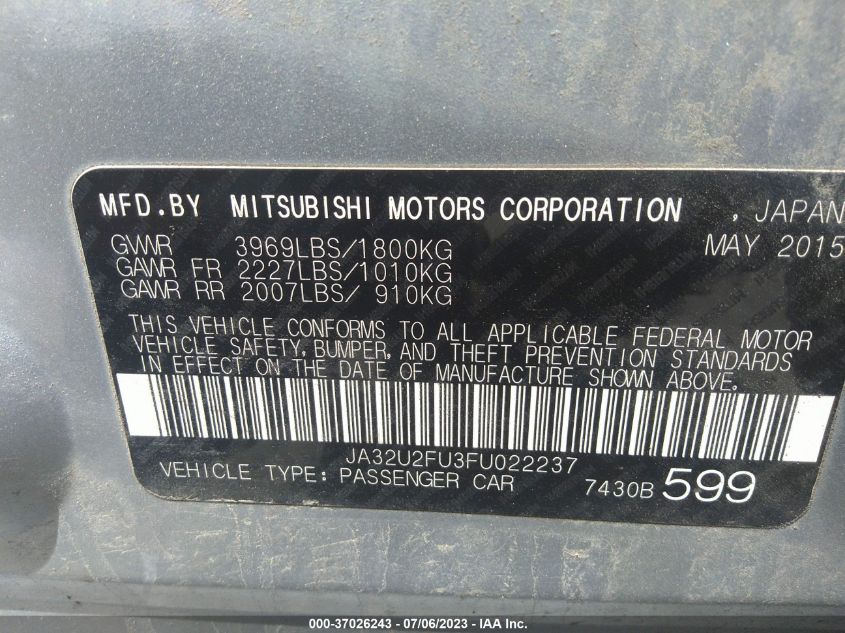 MFD.BY MITSUBISHI MOTORS CORPORATION , JAPAN
GVWR 3969LBS/1800KG MAY 2015
GAWR FR 2227LBS/1010KG
GAWR RR 2007LBS/ 910KG
THIS VEHICLE CONFORMS TO ALL APPLICABLE FEDERAL MOTOR
VEHICLE SAFETY, BUMPER, AND THEFT PREVENTION STANDARDS
IN EFFECT ON THE DATE OF MANUFACTURE SHOWN ABOVE.
JA32U2FU3FU022237
VEHICLE TYPE: PASSENGER CAR 7430B 599
000-37026243 - 07/06/2023 - ©IAA, Inc.